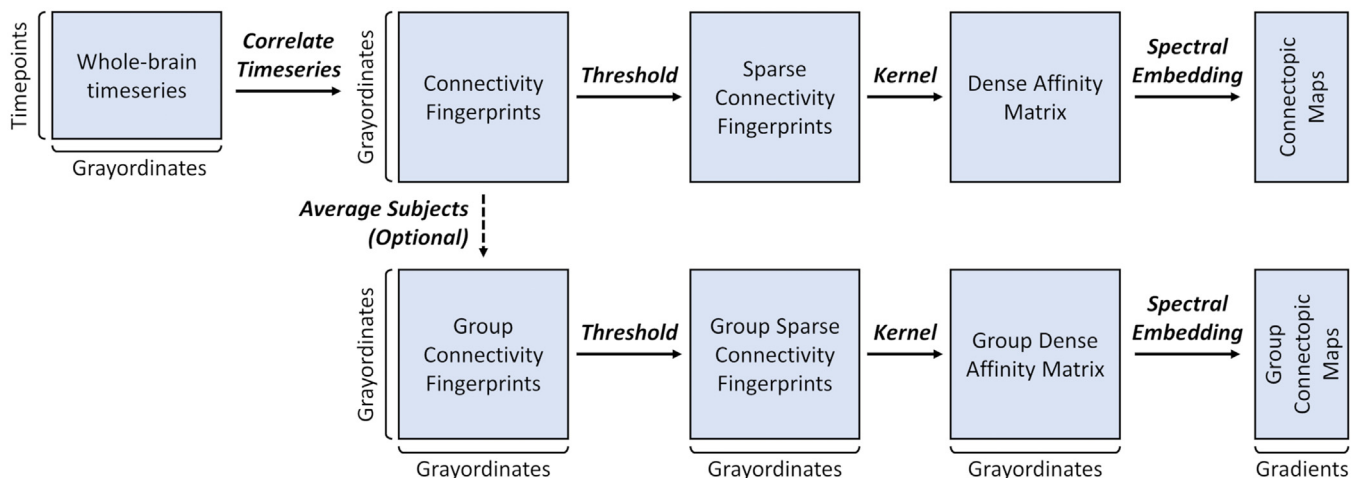 Timepoints
Whole-brain
timeseries
Grayordinates
Correlate
Timeseries
Grayordinates
Connectivity
Fingerprints
Threshold
Sparse
Connectivity
Fingerprints
Kernel
Dense Affinity
Matrix
Spectral
Embedding
Connectopic
Maps
Average Subjects
(Optional)
Grayordinates
Group
Connectivity
Fingerprints
Grayordinates
Threshold
Group Sparse
Connectivity
Fingerprints
Grayordinates
Kernel
Group Dense
Affinity Matrix
Grayordinates
Spectral
Embedding
Group
Connectopic
Maps
Gradients